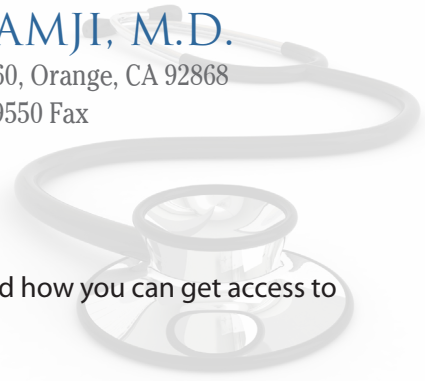 AMJI, M.D.
60, Orange, CA 92868
9550 Fax
d how you can get access to